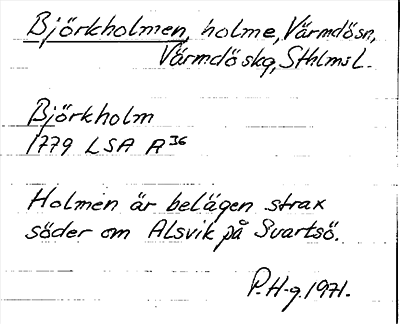 Björkholmen, holme, Värmdösn,
Värmdö skg, Sthlms L.
Björkholm
1779 LSA A36
Holmen är belägen strax
söder om Alsvik på Svartsö.
P.H-g. 1971.